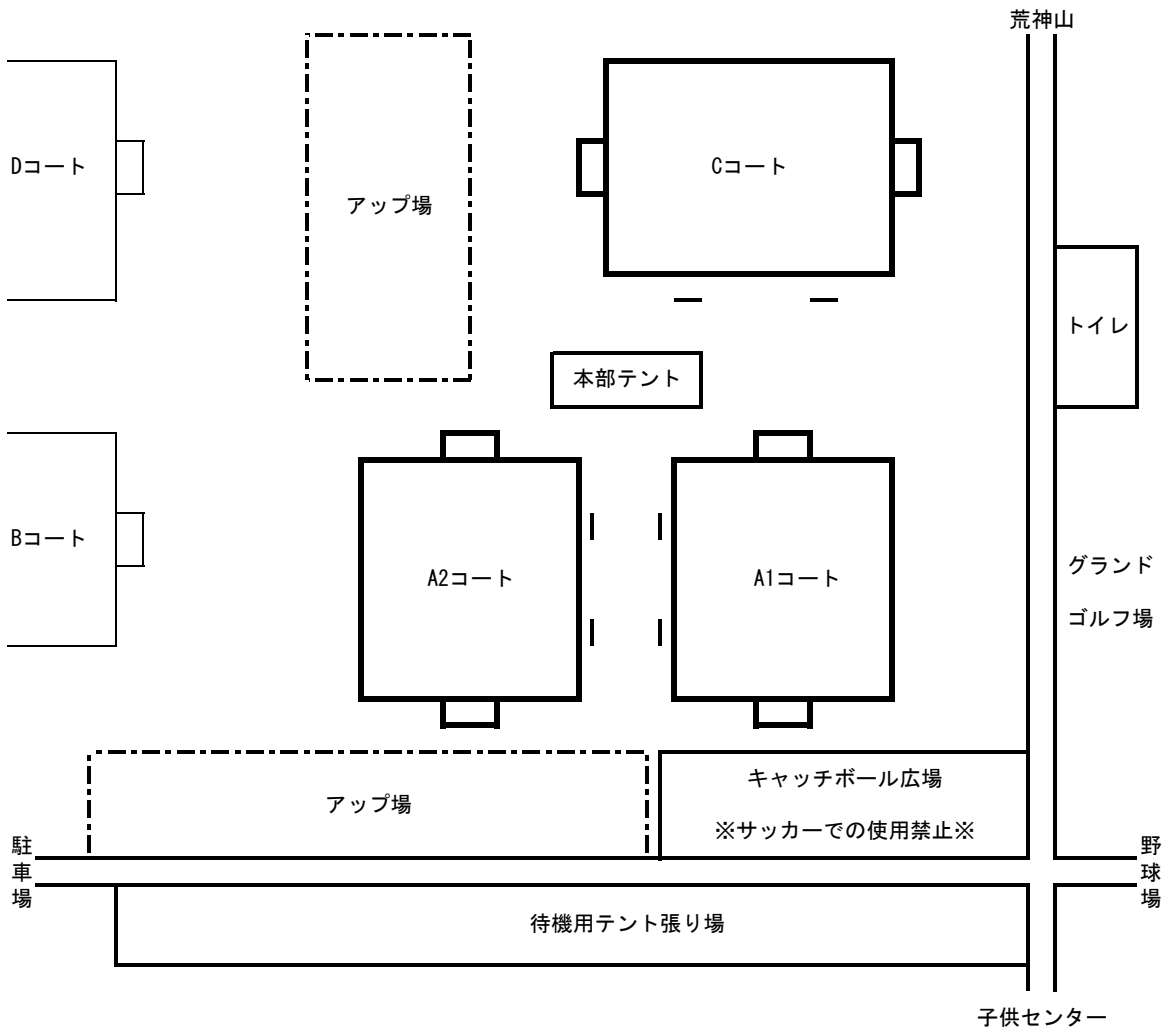 荒神山
Dコート
Cコート
アップ場
トイレ
本部テント
Bコート
A2コート
A1コート
グランド
ゴルフ場
キャッチボール広場
アップ場
※サッカーでの使用禁止※
駐車場
野球場
待機用テント張り場
子供センター